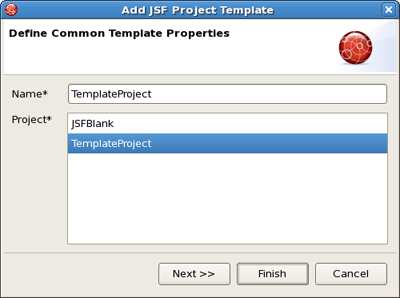 Add JSF Project Template
Define Common Template Properties
Name* TemplateProject
Project* JSFBlank
TemplateProject
Next >> Finish Cancel